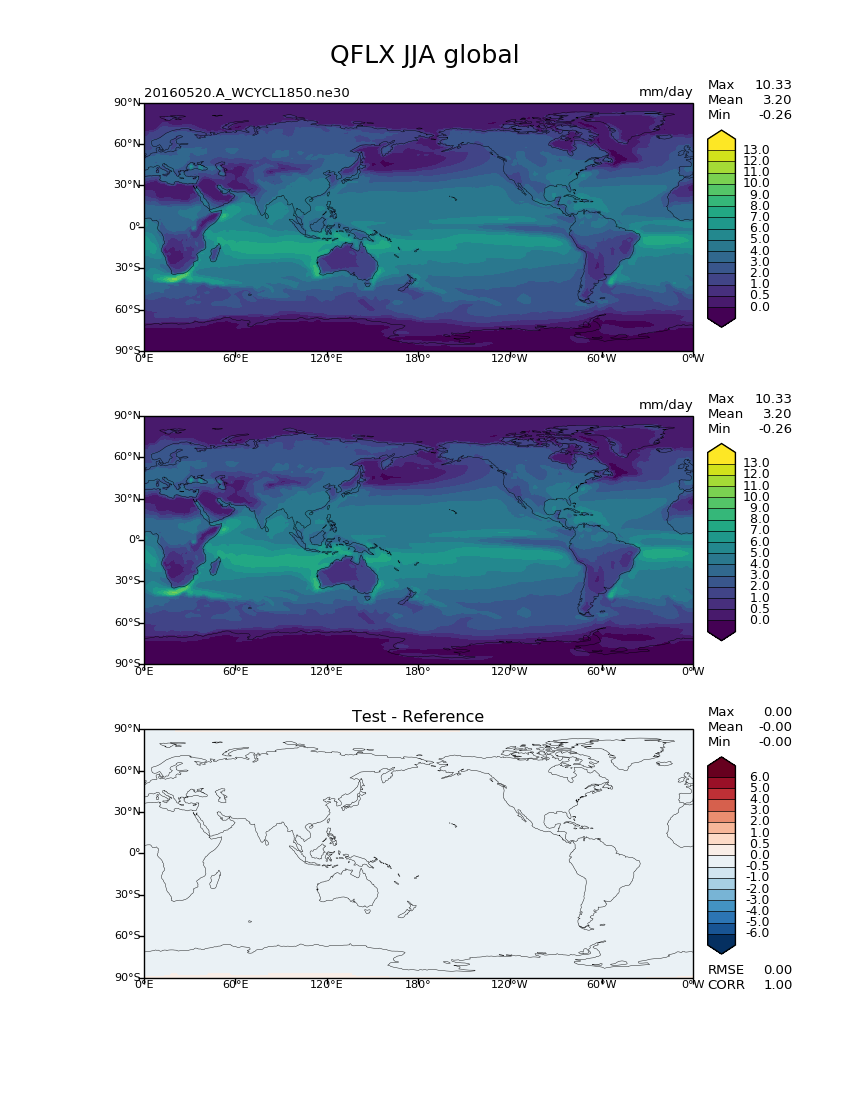 QFLX JJA global
20160520.A_WCYCL1850.ne30
mm/day
Max 10.33
Mean 3.20
Min -0.26
90°N
60°N
30°N
0°
30°S
60°S
90°S
0°E
60°E
120°E
180°
120°W
60°W
0°W
13.0
12.0
11.0
10.0
9.0
8.0
7.0
6.0
5.0
4.0
3.0
2.0
1.0
0.5
0.0
mm/day
Max 10.33
Mean 3.20
Min -0.26
90°N
60°N
30°N
0°
30°S
60°S
90°S
0°E
60°E
120°E
180°
120°W
60°W
0°W
13.0
12.0
11.0
10.0
9.0
8.0
7.0
6.0
5.0
4.0
3.0
2.0
1.0
0.5
0.0
Test - Reference
Max 0.00
Mean -0.00
Min -0.00
90°N
60°N
30°N
0°
30°S
60°S
90°S
0°E
60°E
120°E
180°
120°W
60°W
0°W
6.0
5.0
4.0
3.0
2.0
1.0
0.5
0.0
-0.5
-1.0
-2.0
-3.0
-4.0
-5.0
-6.0
RMSE 0.00
CORR 1.00